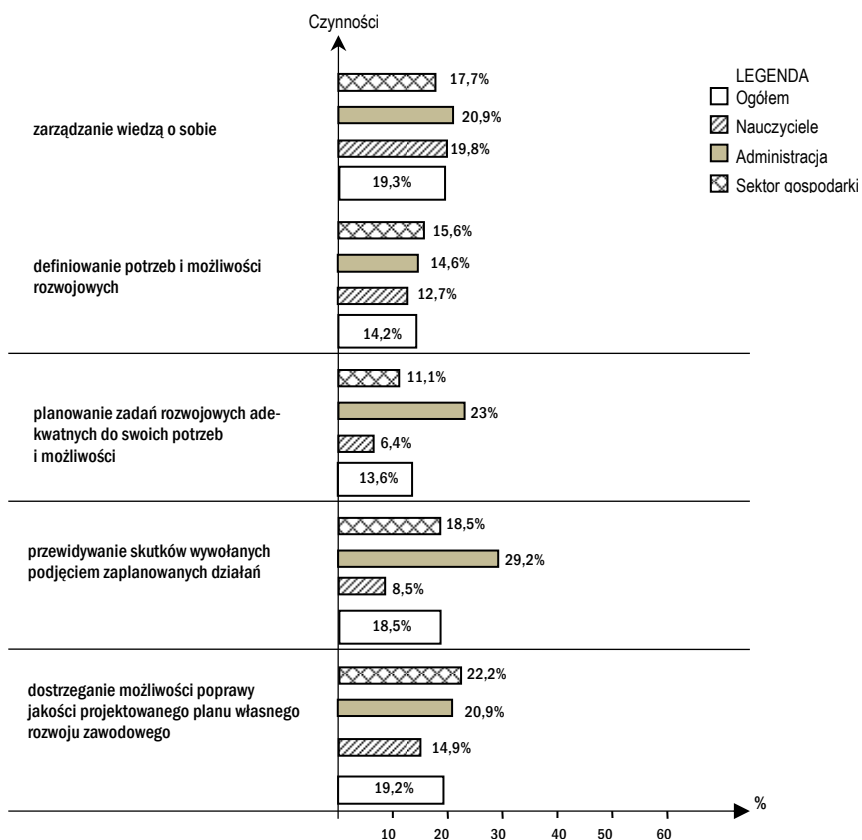 Czynności
LEGENDA
Ogółem
Nauczyciele
Administracja
Sektor gospodarki
zarządzanie wiedzą o sobie
17,7%
20,9%
19,8%
19,3%
definiowanie potrzeb i możliwości
rozwojowych
15,6%
14,6%
12,7%
14,2%
planowanie zadań rozwojowych ade-
kwatnych do swoich potrzeb
i możliwości
11,1%
23%
6,4%
13,6%
przewidywanie skutków wywołanych
podjęciem zaplanowanych działań
18,5%
29,2%
8,5%
18,5%
dostrzeganie możliwości poprawy
jakości projektowanego planu własnego
rozwoju zawodowego
22,2%
20,9%
14,9%
19,2%
%
10 20 30 40 50 60